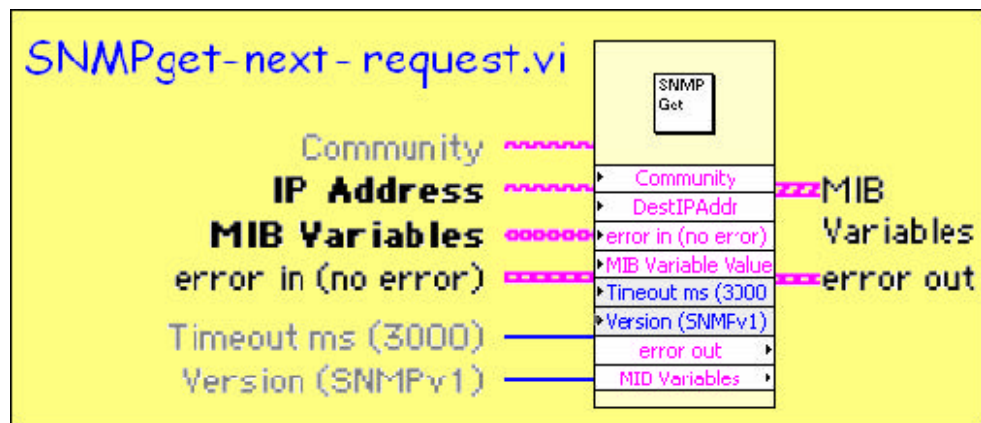 SNMPget-next-request.vi
SNMP
Get
Community
IP Address
MIB Variables
error in (no error)
Timeout ms (3000)
Version (SNMPv1)
Community
DestIPAddr
error in (no error)
MIB Variable Value
Timeout ms (3000
Version (SNMPv1)
error out
MIB Variables
MIB
Variables
error out